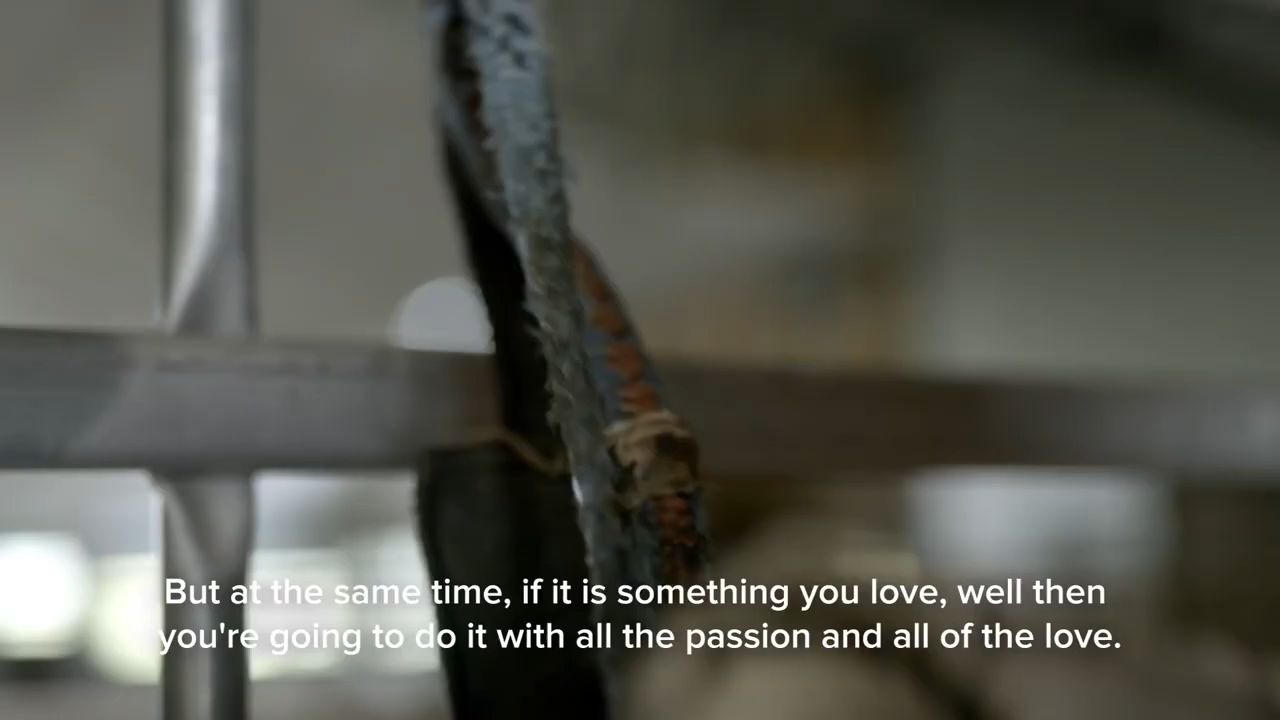 But at the same time, if it is something you love, well then
you're going to do it with all the passion and all of the love.